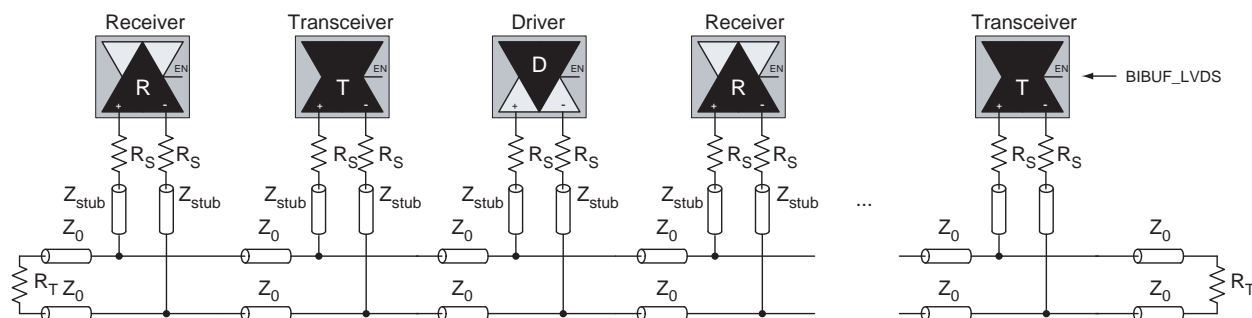 Receiver Transceiver Driver Receiver Transceiver
EN EN EN EN EN
R T D R T
BIBUF_LVDS
+ - + - + - + - + -
R_S R_S R_S R_S R_S R_S R_S R_S R_S R_S
Z_stub Z_stub Z_stub Z_stub Z_stub Z_stub Z_stub Z_stub ...
Z_0 Z_0 Z_0 Z_0 Z_0 Z_0
R_T Z_0 Z_0 Z_0 Z_0 Z_0 Z_0 R_T